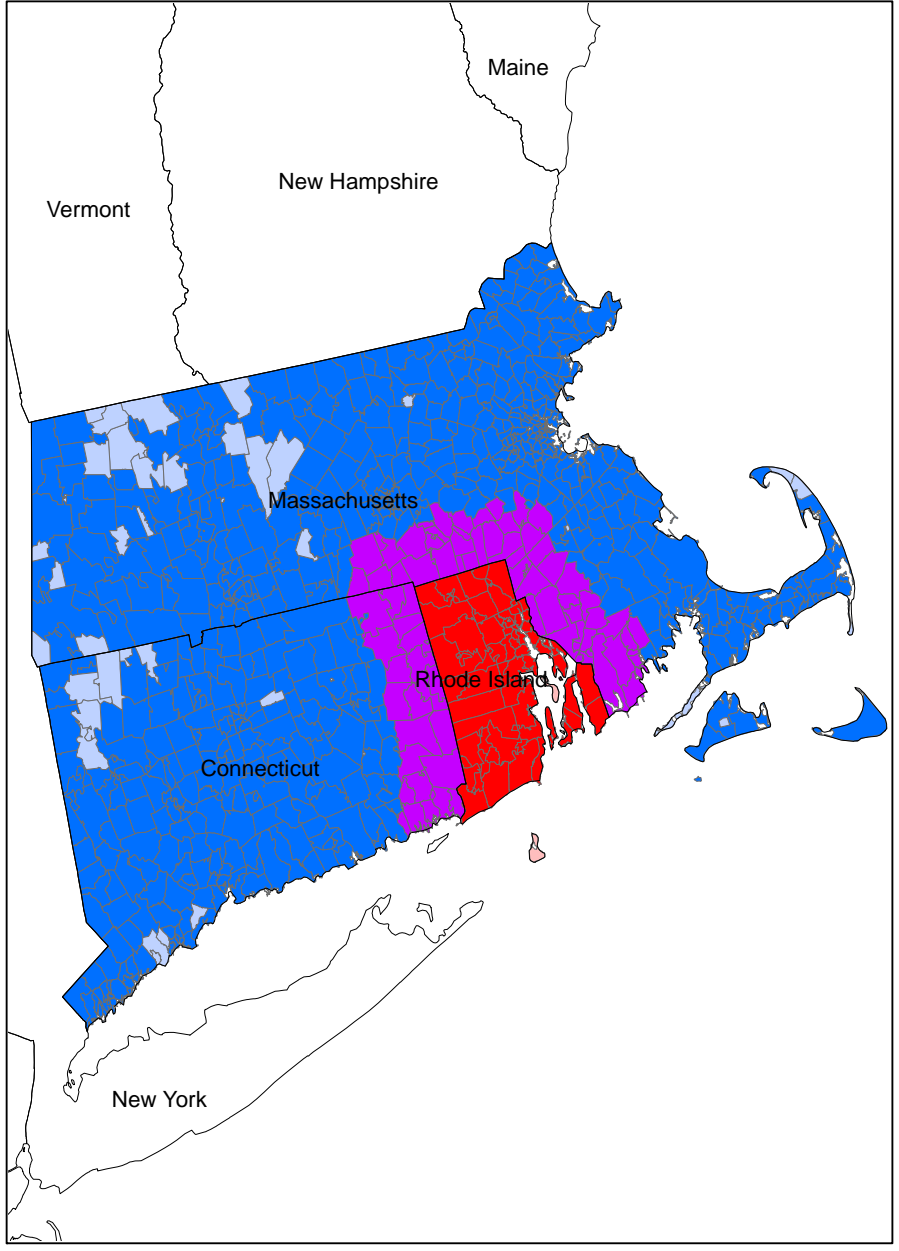 Maine
New Hampshire
Vermont
Massachusetts
Rhode Island
Connecticut
New York